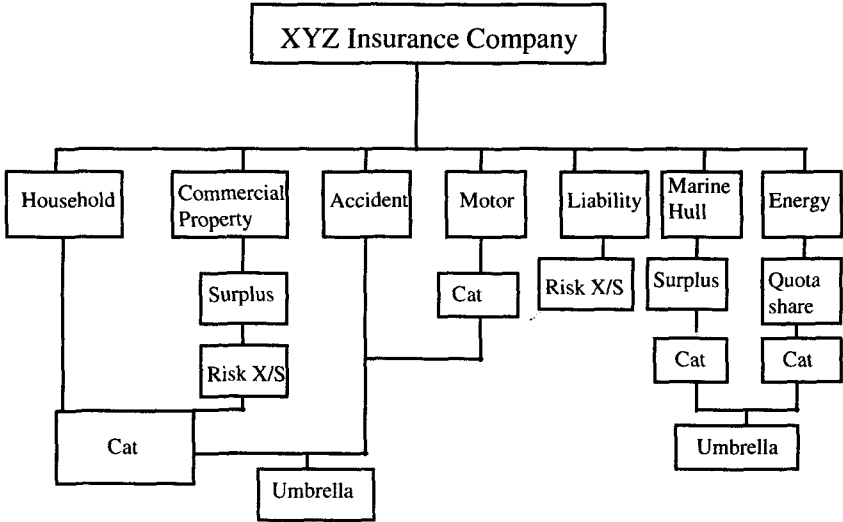 XYZ Insurance Company
Household
Commercial
Property
Accident
Motor
Liability
Marine
Hull
Energy
Surplus
Cat
Risk X/S
Surplus
Quota
share
Risk X/S
Cat
Cat
Cat
Umbrella
Umbrella